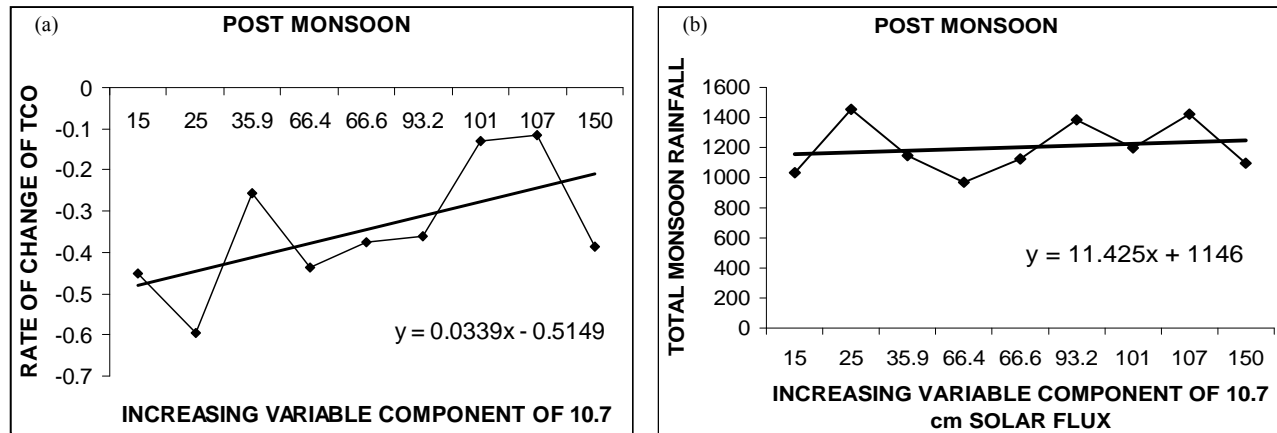 (a)
POST MONSOON
RATE OF CHANGE OF TCO
0
-0.1
-0.2
-0.3
-0.4
-0.5
-0.6
-0.7
15 25 35.9 66.4 66.6 93.2 101 107 150
y = 0.0339x - 0.5149
INCREASING VARIABLE COMPONENT OF 10.7
(b)
POST MONSOON
TOTAL MONSOON RAINFALL
1600
1400
1200
1000
800
600
400
200
0
y = 11.425x + 1146
15 25 35.9 66.4 66.6 93.2 101 107 150
INCREASING VARIABLE COMPONENT OF 10.7
cm SOLAR FLUX